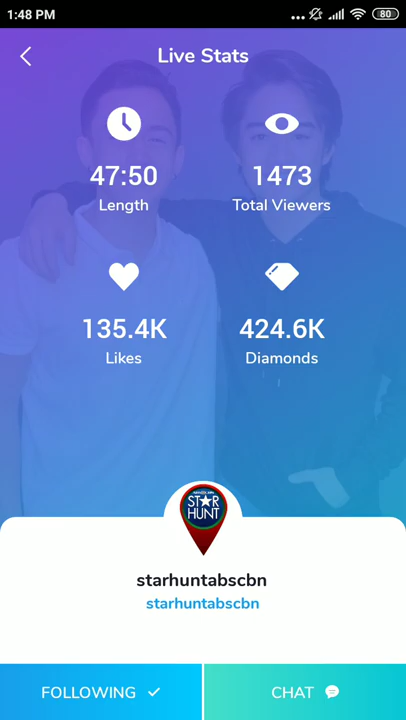 1:48 PM
80
Live Stats
47:50
1473
Length
Total Viewers
135.4K
424.6K
Likes
Diamonds
STAR
HUNT
starhuntabscbn
starhuntabscbn
FOLLOWING
CHAT